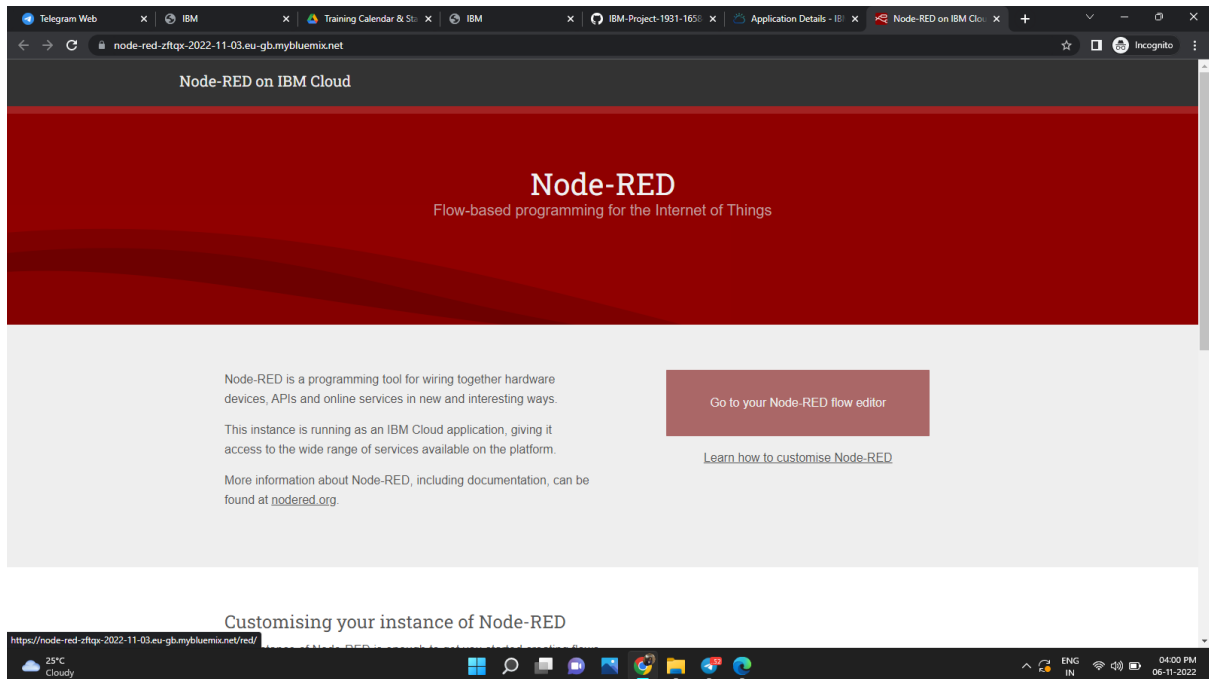 Telegram Web
IBM
Training Calendar & Sta
IBM
IBM-Project-1931-1658
Application Details - IB
Node-RED on IBM Clou
node-red-zftqx-2022-11-03.eu-gb.mybluemix.net
Incognito
Node-RED on IBM Cloud
Node-RED
Flow-based programming for the Internet of Things
Node-RED is a programming tool for wiring together hardware
devices, APIs and online services in new and interesting ways.
This instance is running as an IBM Cloud application, giving it
access to the wide range of services available on the platform.
More information about Node-RED, including documentation, can be
found at nodered.org.
Go to your Node-RED flow editor
Learn how to customise Node-RED
Customising your instance of Node-RED
https://node-red-zftqx-2022-11-03.eu-gb.mybluemix.net/red/
25°C
Cloudy
ENG
IN
04:00 PM
06-11-2022